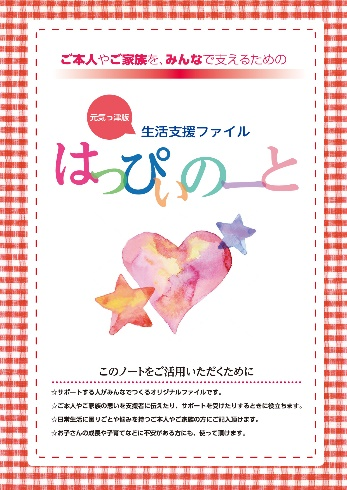 ご本人やご家族を、みんなで支えるための
元気っ津版
生活支援ファイル
はっぴぃのーと
このノートをご活用いただくために
☆サポートする人がみんなでつくるオリジナルファイルです。
☆ご本人やご家族の思いを支援者に伝えたり、サポートを受けたりするときに役立ちます。
☆日常生活に困りごとや悩みを持つご本人やご家族の方にご記入頂けます。
☆お子さんの成長や子育てなどに不安がある方にも、使って頂けます。